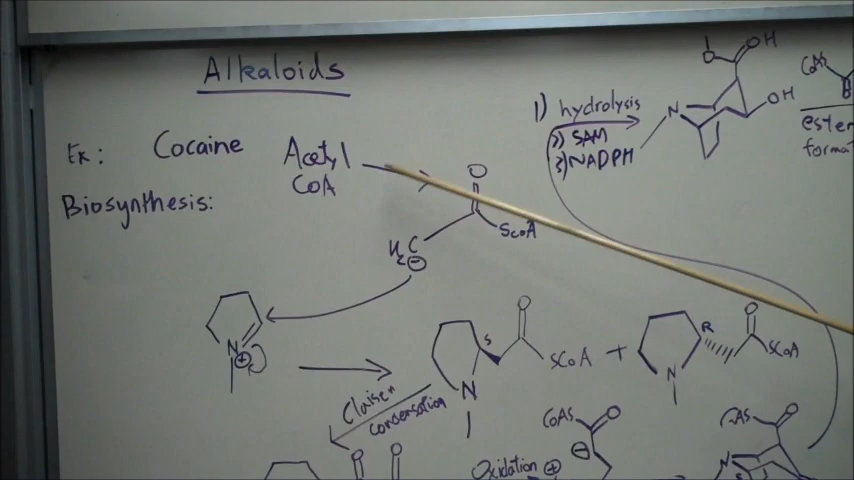 Alkaloids
Ex: Cocaine
Biosynthesis:
Acetyl
CoA
O
SCoA
H2C
⊖
N
⊕
S
O
SCoA
N
+
R
O
SCoA
N
Claisen
condensation
O O
CoAs
O
⊖
Oxidation ⊕
CoAs
O
N
S
1) hydrolysis
2) SAM
3) NADPH
O
OH
N
OH
CoAs
O
ester
format